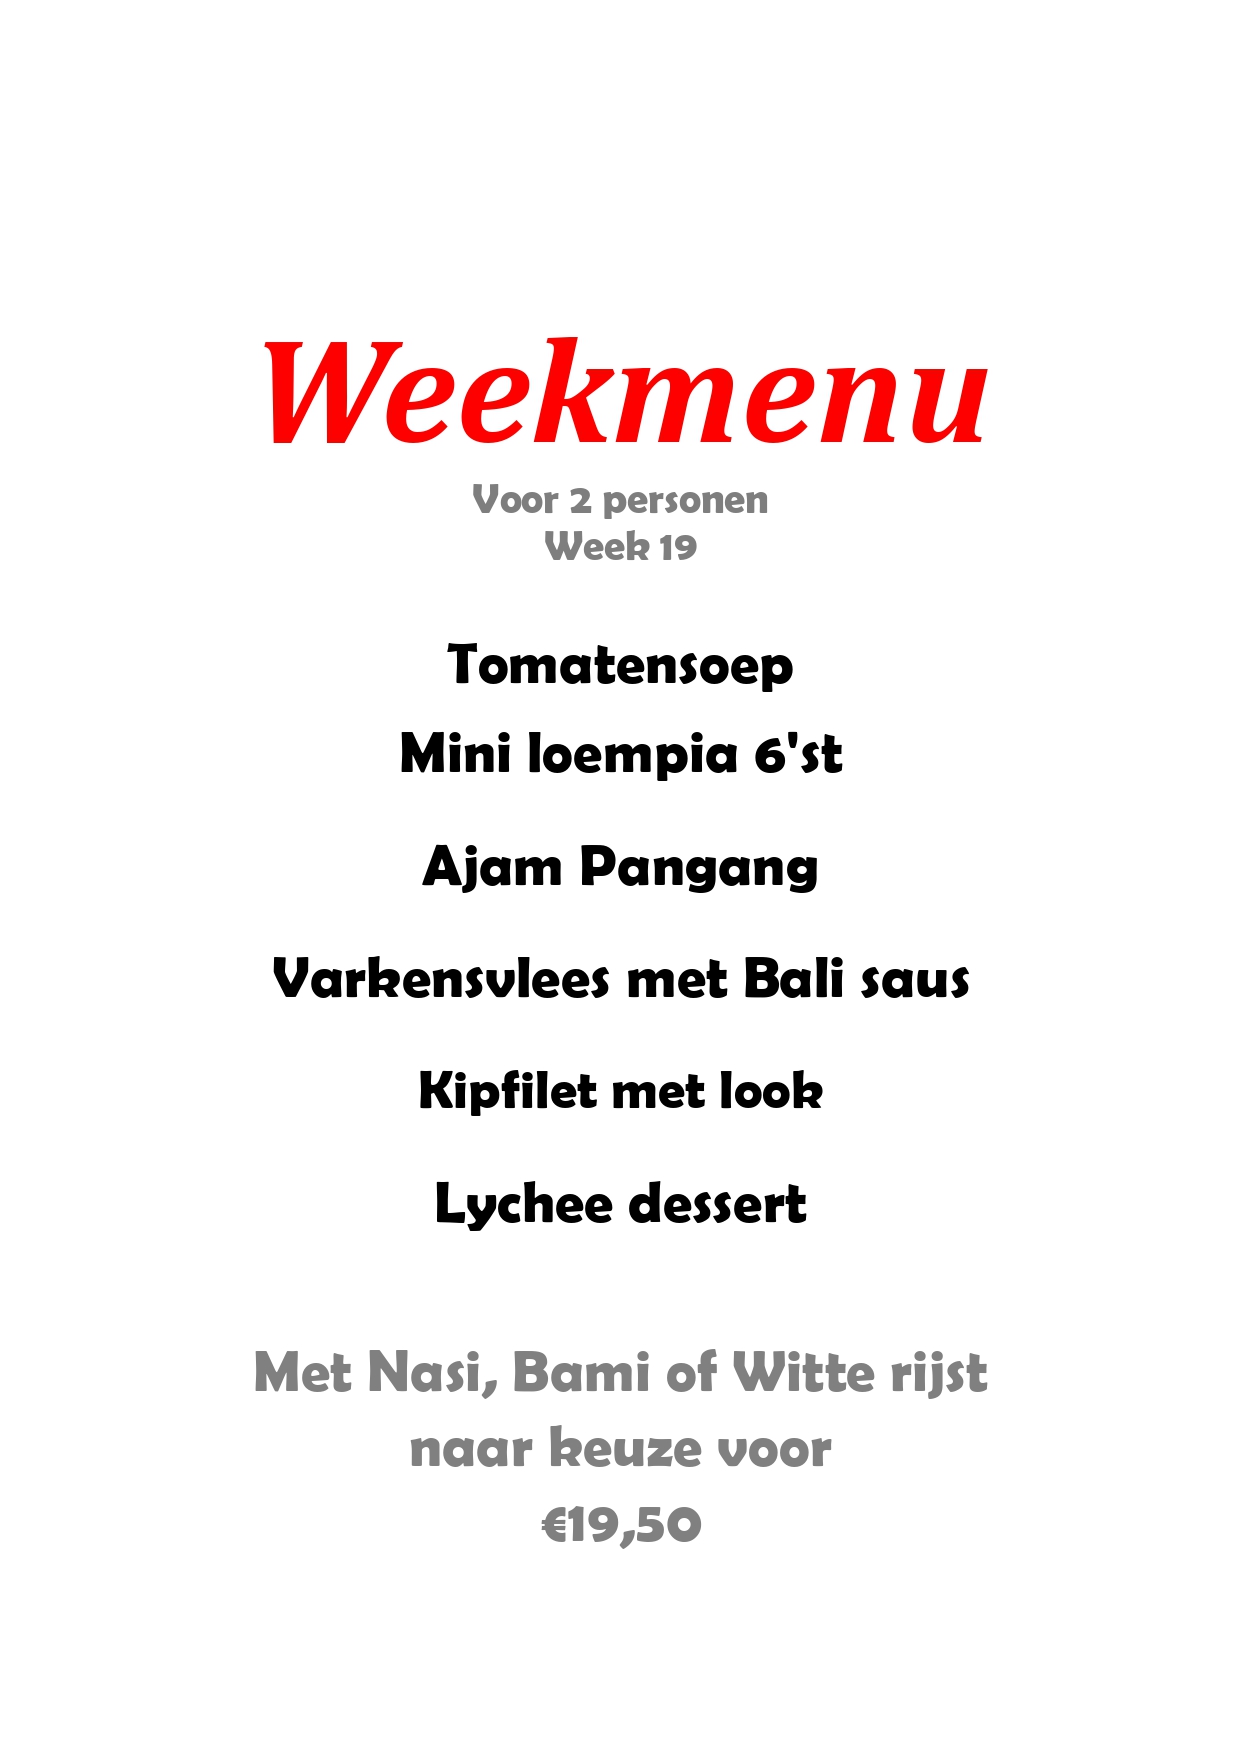 Weekmenu
Voor 2 personen
Week 19
Tomatensoep
Mini loempia 6'st
Ajam Pangang
Varkensvlees met Bali saus
Kipfilet met look
Lychee dessert
Met Nasi, Bami of Witte rijst
naar keuze voor
€19,50